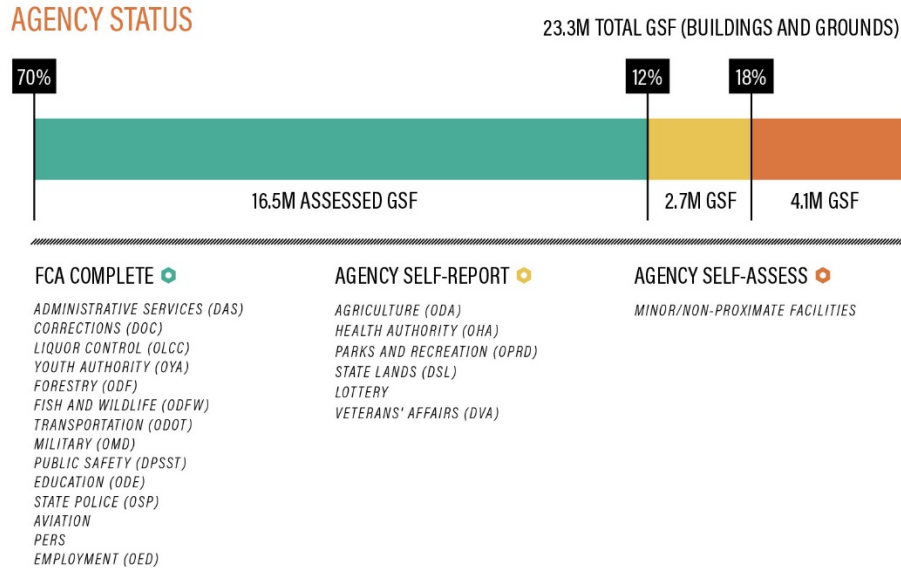 AGENCY STATUS
23.3M TOTAL GSF (BUILDINGS AND GROUNDS)
70%
12%
18%
16.5M ASSESSED GSF
2.7M GSF
4.1M GSF
FCA COMPLETE
ADMINISTRATIVE SERVICES (DAS)
CORRECTIONS (DOC)
LIQUOR CONTROL (OLCC)
YOUTH AUTHORITY (OYA)
FORESTRY (ODF)
FISH AND WILDLIFE (ODFW)
TRANSPORTATION (ODOT)
MILITARY (OMD)
PUBLIC SAFETY (DPSST)
EDUCATION (ODE)
STATE POLICE (OSP)
AVIATION
PERS
EMPLOYMENT (OED)
AGENCY SELF-REPORT
AGRICULTURE (ODA)
HEALTH AUTHORITY (OHA)
PARKS AND RECREATION (OPRD)
STATE LANDS (DSL)
LOTTERY
VETERANS' AFFAIRS (DVA)
AGENCY SELF-ASSESS
MINOR/NON-PROXIMATE FACILITIES